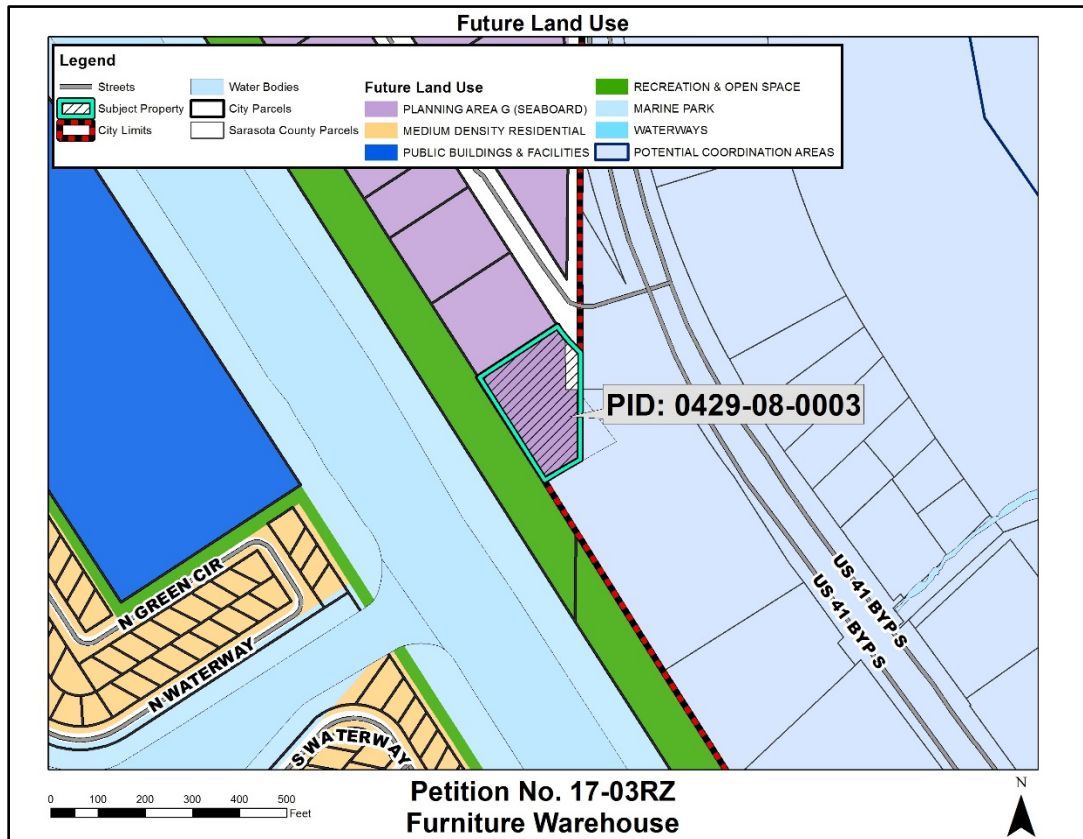 Future Land Use
Legend
Streets
Subject Property
City Limits
Water Bodies
City Parcels
Sarasota County Parcels
Future Land Use
PLANNING AREA G (SEABOARD)
MEDIUM DENSITY RESIDENTIAL
PUBLIC BUILDINGS & FACILITIES
RECREATION & OPEN SPACE
MARINE PARK
WATERWAYS
POTENTIAL COORDINATION AREAS
PID: 0429-08-0003
N GREEN CIR
N WATERWAY
S WATERWAY
US 41 BYP S
US 41 BYP S
0 100 200 300 400 500
Feet
Petition No. 17-03RZ
Furniture Warehouse
N